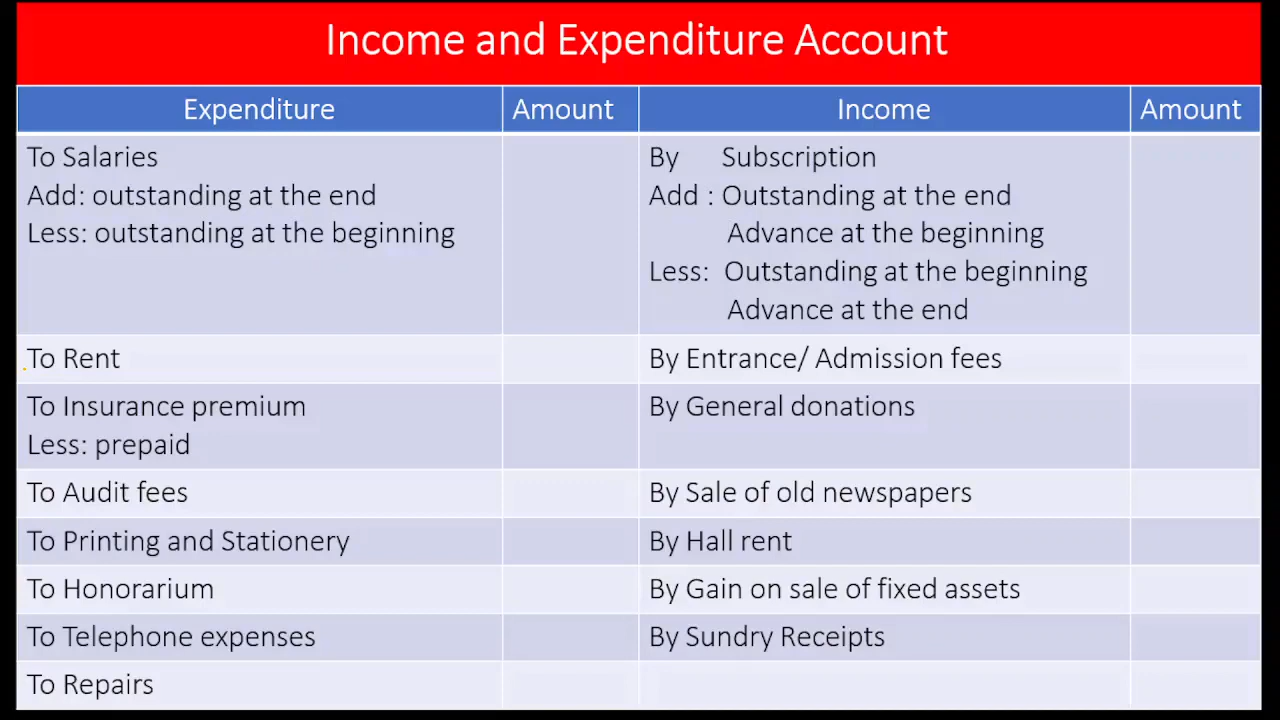 Income and Expenditure Account
Expenditure Amount Income Amount
To Salaries
Add: outstanding at the end
Less: outstanding at the beginning
By Subscription
Add : Outstanding at the end
Advance at the beginning
Less: Outstanding at the beginning
Advance at the end
To Rent
By Entrance/ Admission fees
To Insurance premium
Less: prepaid
By General donations
To Audit fees
By Sale of old newspapers
To Printing and Stationery
By Hall rent
To Honorarium
By Gain on sale of fixed assets
To Telephone expenses
By Sundry Receipts
To Repairs